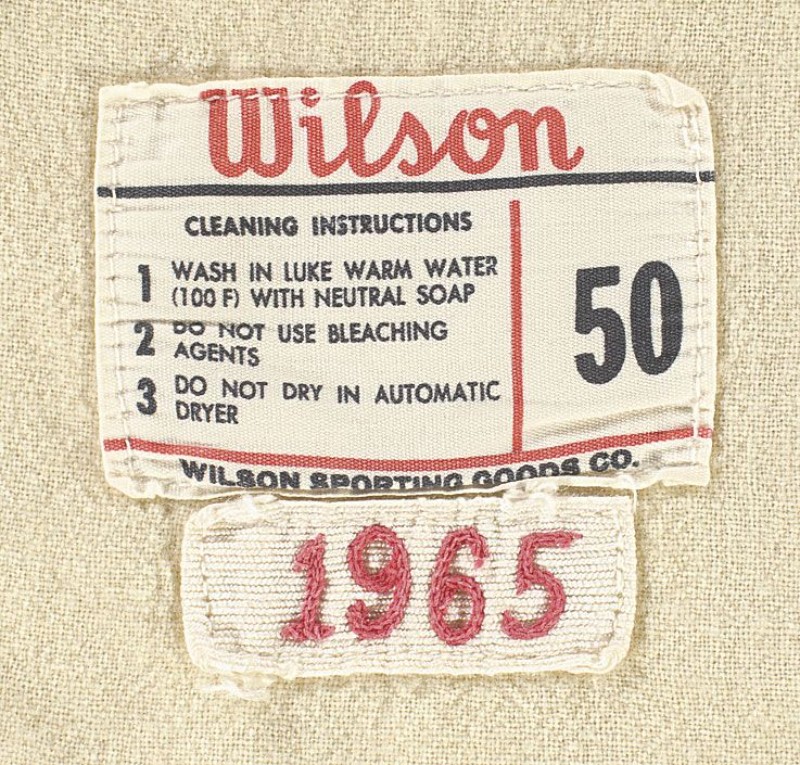 Wilson
CLEANING INSTRUCTIONS
1 WASH IN LUKE WARM WATER
(100 F) WITH NEUTRAL SOAP
2 DO NOT USE BLEACHING
AGENTS
3 DO NOT DRY IN AUTOMATIC
DRYER
50
WILSON SPORTING GOODS CO.
1965